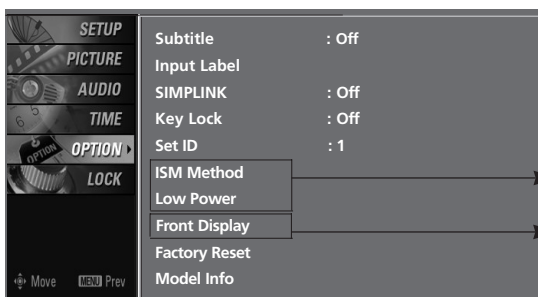 SETUP
PICTURE
AUDIO
TIME
OPTION
LOCK
Move MENU Prev
Subtitle : Off
Input Label
SIMPLINK : Off
Key Lock : Off
Set ID : 1
ISM Method
Low Power
Front Display
Factory Reset
Model Info